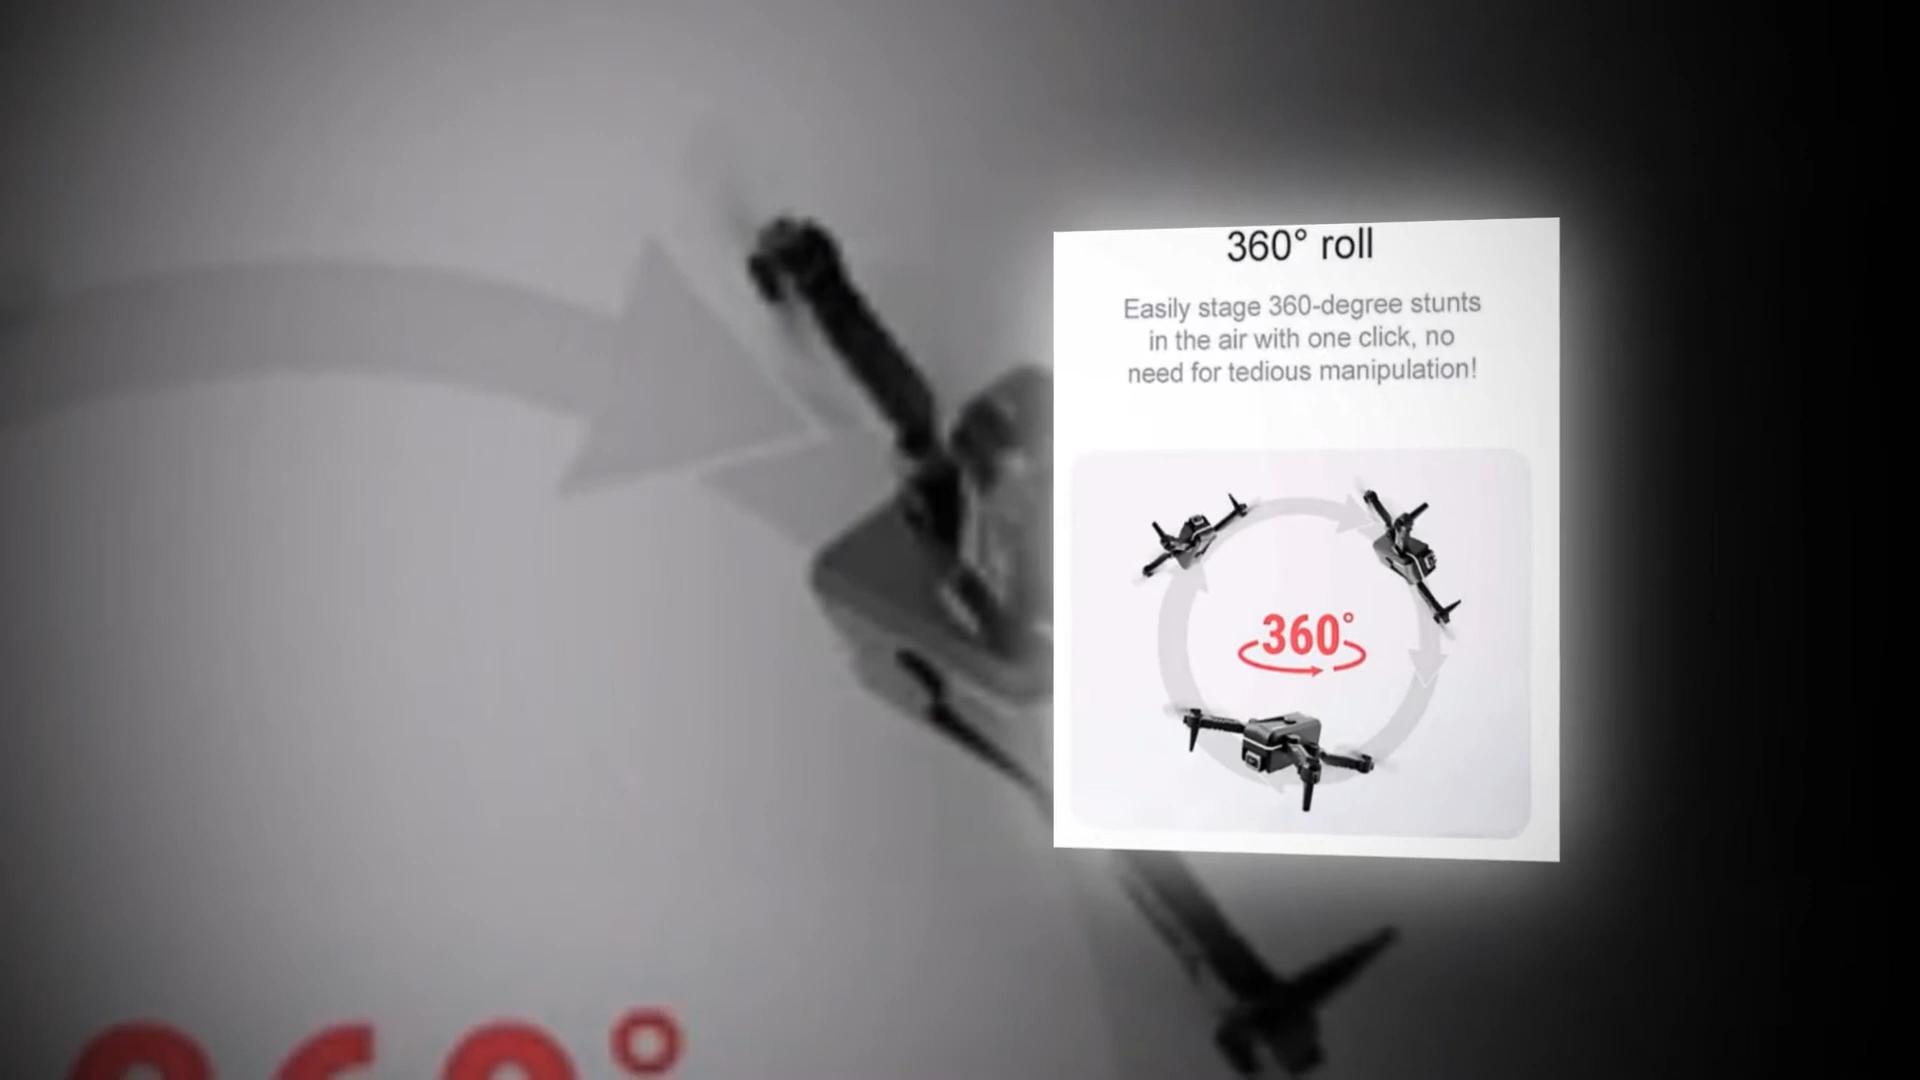 360° roll
Easily stage 360-degree stunts
in the air with one click, no
need for tedious manipulation!
360°
360°